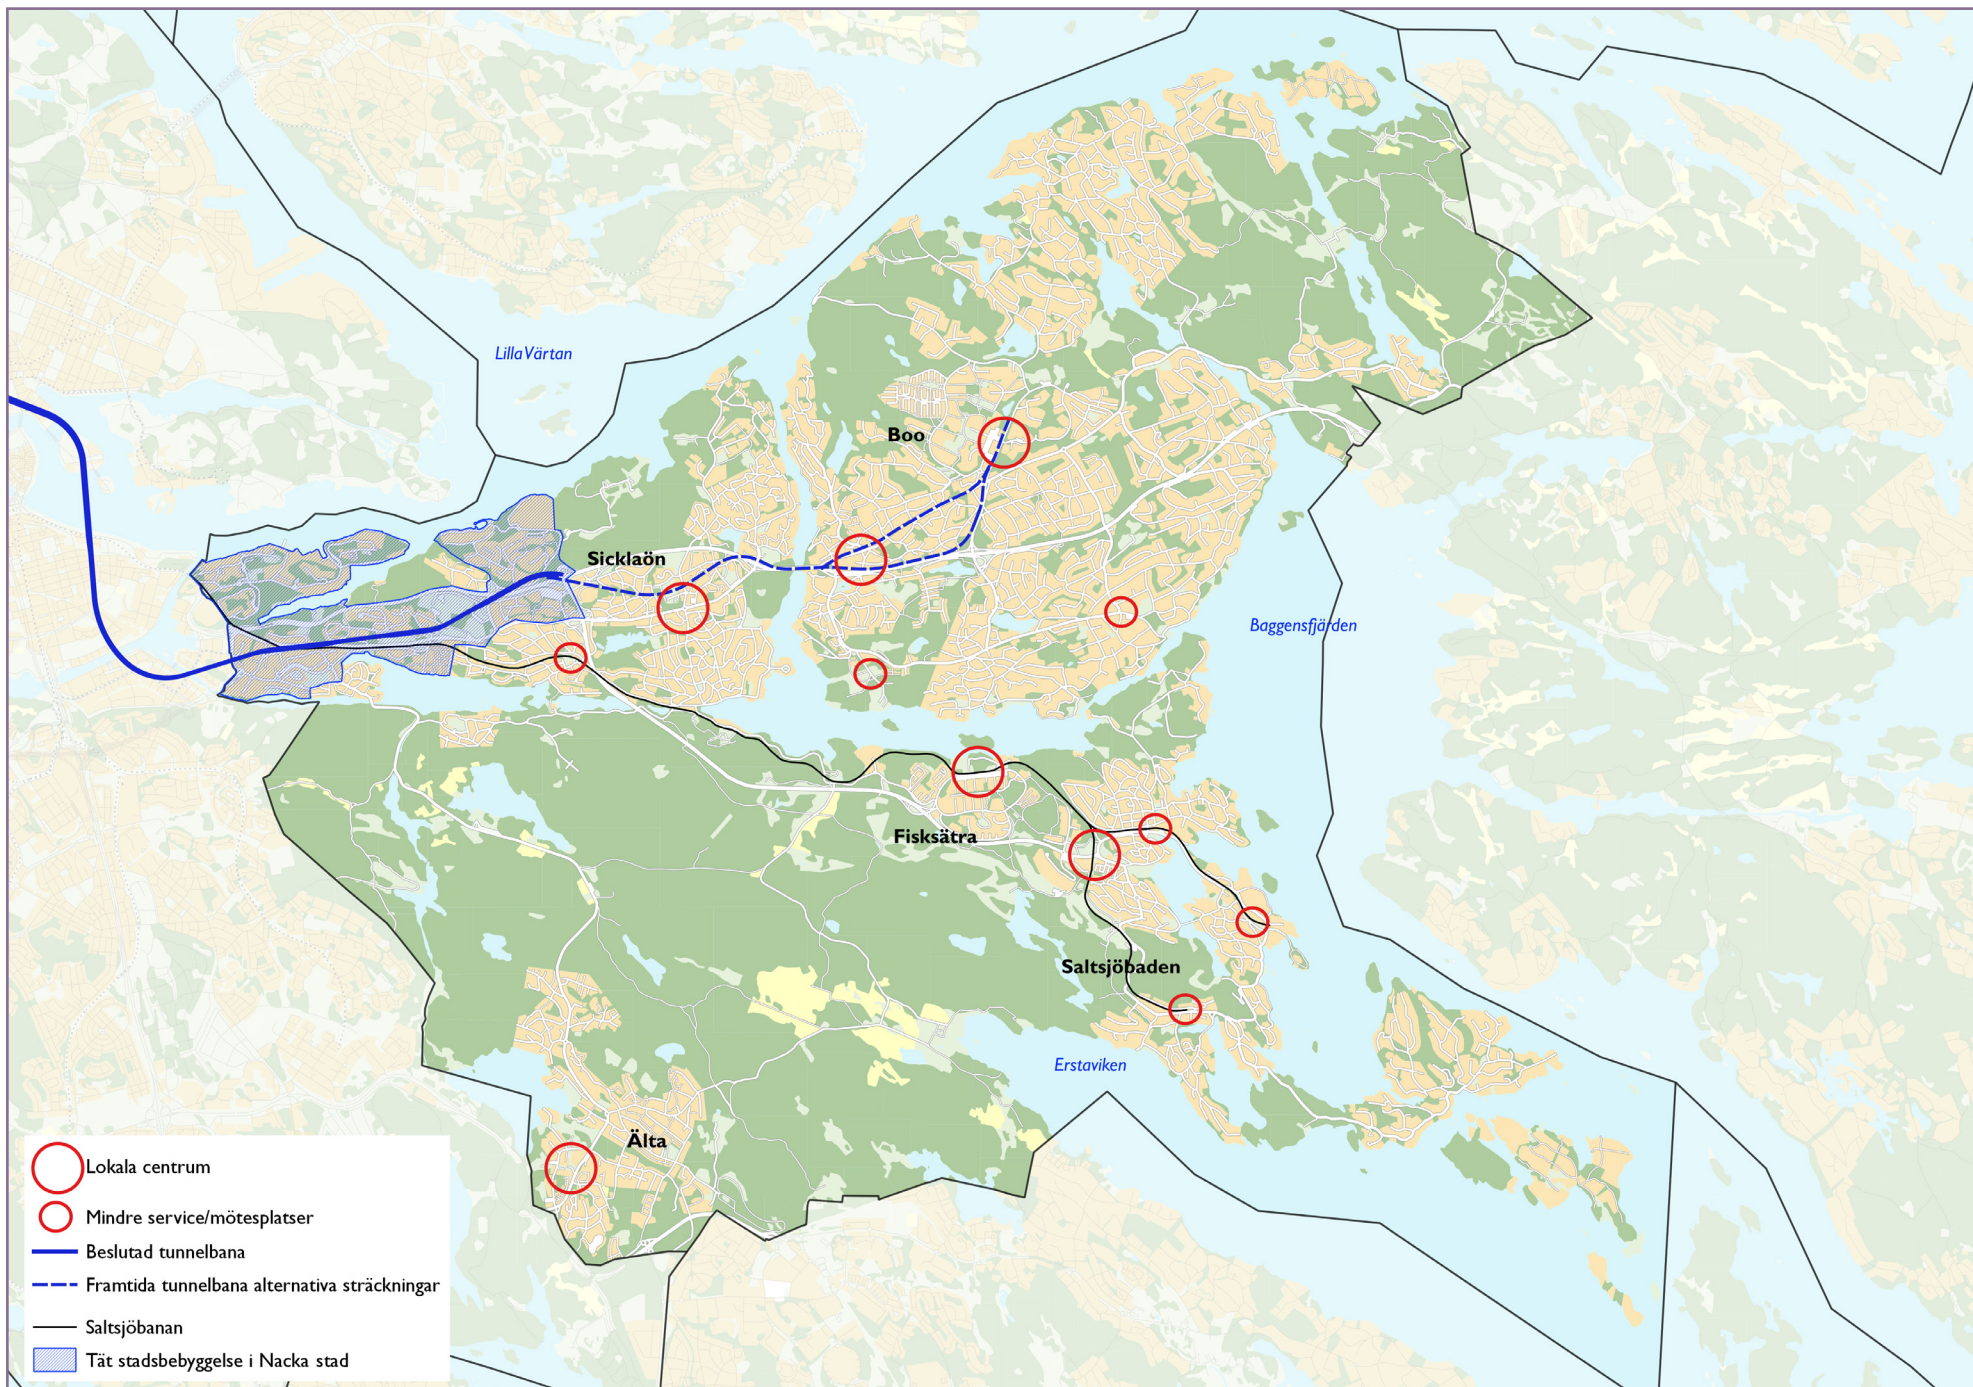 Lilla Värtan
Boo
Sicklaön
Baggensfjärden
Fisksätra
Saltsjöbaden
Erstaviken
Älta
Lokala centrum
Mindre service/mötesplatser
Beslutad tunnelbana
Framtida tunnelbana alternativa sträckningar
Saltsjöbanan
Tät stadsbebyggelse i Nacka stad